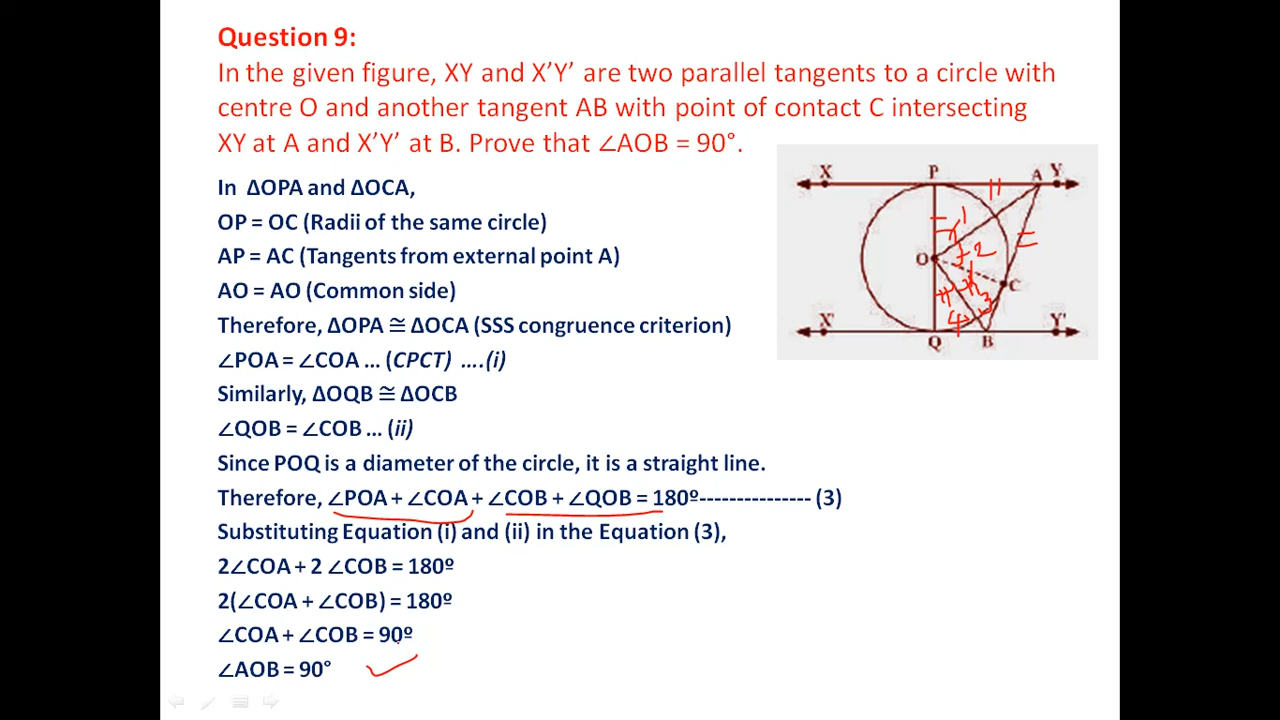 Question 9:
In the given figure, XY and X’Y’ are two parallel tangents to a circle with
centre O and another tangent AB with point of contact C intersecting
XY at A and X’Y’ at B. Prove that ∠AOB = 90°.
In ΔOPA and ΔOCA,
OP = OC (Radii of the same circle)
AP = AC (Tangents from external point A)
AO = AO (Common side)
Therefore, ΔOPA ≅ ΔOCA (SSS congruence criterion)
∠POA = ∠COA ... (CPCT) ....(i)
Similarly, ΔOQB ≅ ΔOCB
∠QOB = ∠COB ... (ii)
Since POQ is a diameter of the circle, it is a straight line.
Therefore, ∠POA + ∠COA + ∠COB + ∠QOB = 180º--------------- (3)
Substituting Equation (i) and (ii) in the Equation (3),
2∠COA + 2 ∠COB = 180º
2(∠COA + ∠COB) = 180º
∠COA + ∠COB = 90º
∠AOB = 90°
X P A Y
1
2
O
C
3
4
X' Q B Y'